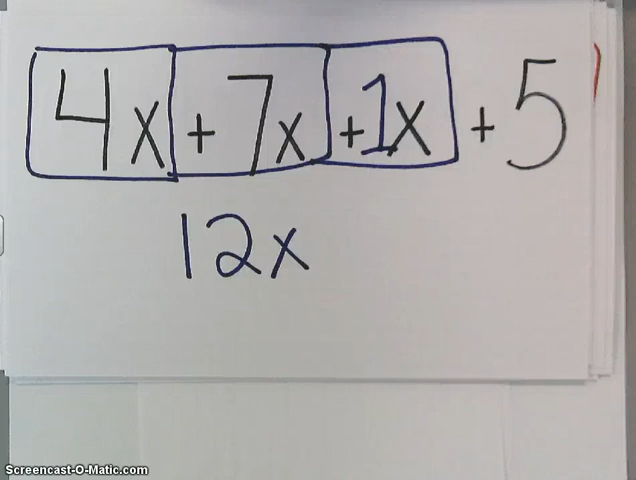 4x + 7x + 1x + 5
12x
Screencast-O-Matic.com